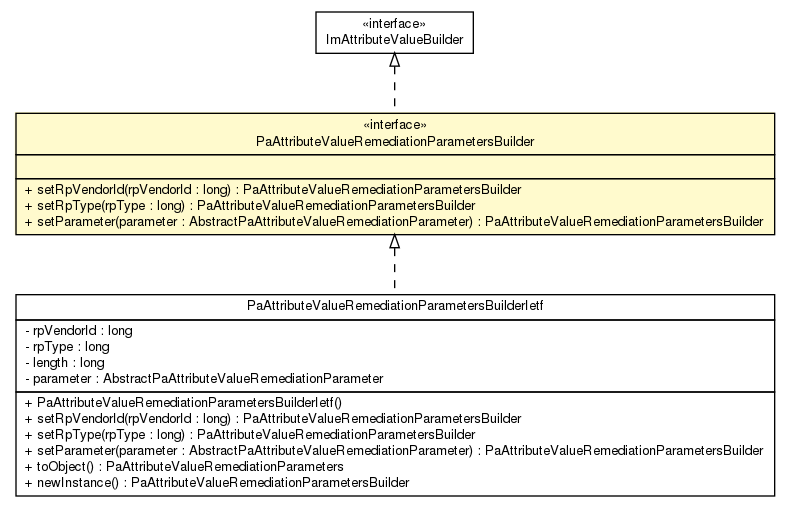 «interface»
ImAttributeValueBuilder
«interface»
PaAttributeValueRemediationParametersBuilder
+ setRpVendorId(rpVendorId : long) : PaAttributeValueRemediationParametersBuilder
+ setRpType(rpType : long) : PaAttributeValueRemediationParametersBuilder
+ setParameter(parameter : AbstractPaAttributeValueRemediationParameter) : PaAttributeValueRemediationParametersBuilder
PaAttributeValueRemediationParametersBuilderIetf
- rpVendorId : long
- rpType : long
- length : long
- parameter : AbstractPaAttributeValueRemediationParameter
+ PaAttributeValueRemediationParametersBuilderIetf()
+ setRpVendorId(rpVendorId : long) : PaAttributeValueRemediationParametersBuilder
+ setRpType(rpType : long) : PaAttributeValueRemediationParametersBuilder
+ setParameter(parameter : AbstractPaAttributeValueRemediationParameter) : PaAttributeValueRemediationParametersBuilder
+ toObject() : PaAttributeValueRemediationParameters
+ newInstance() : PaAttributeValueRemediationParametersBuilder